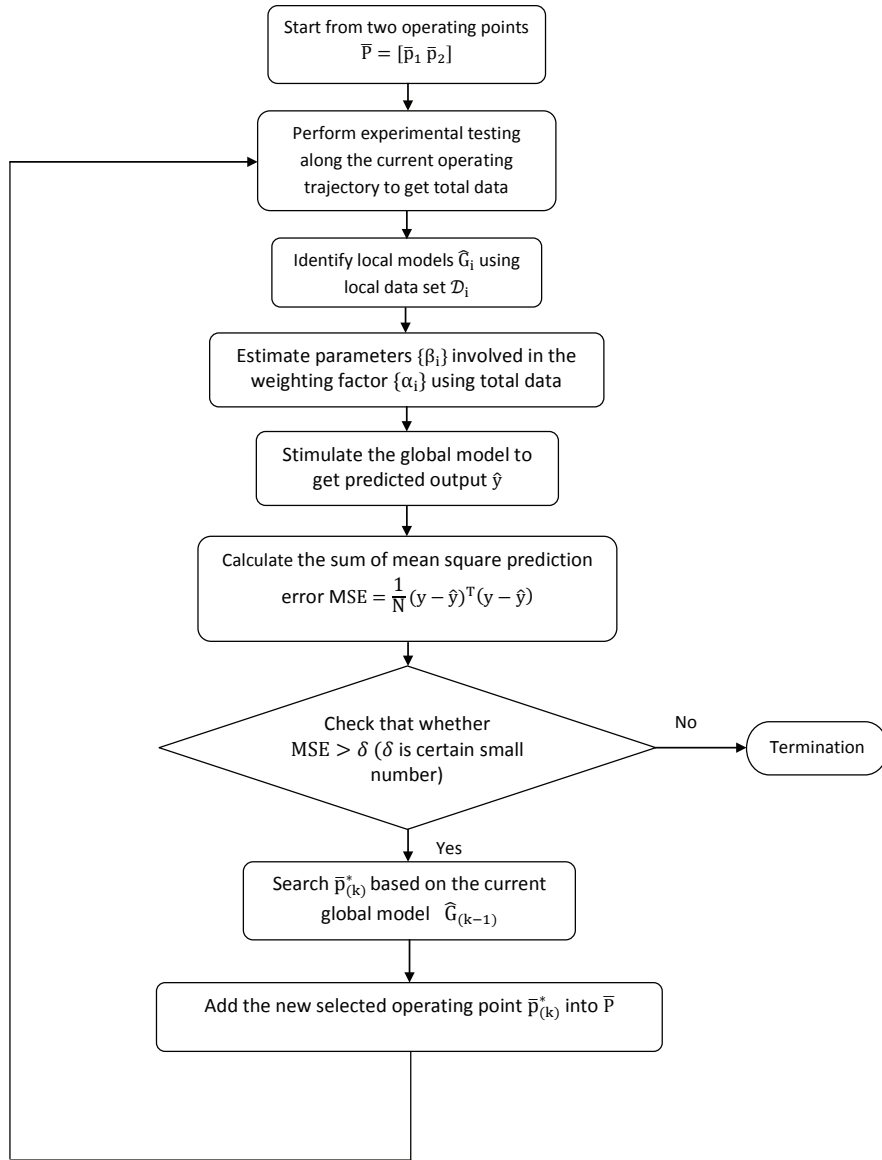 Start from two operating points
P̅ = [p̅₁ p̅₂]
Perform experimental testing
along the current operating
trajectory to get total data
Identify local models Ĝᵢ using
local data set 𝒟ᵢ
Estimate parameters {βᵢ} involved in the
weighting factor {αᵢ} using total data
Stimulate the global model to
get predicted output ŷ
Calculate the sum of mean square prediction
error MSE = 1/N (y − ŷ)ᵀ(y − ŷ)
Check that whether
MSE > δ (δ is certain small
number)
No
Termination
Yes
Search p̅*₍ₖ₎ based on the current
global model Ĝ₍ₖ₋₁₎
Add the new selected operating point p̅*₍ₖ₎ into P̅